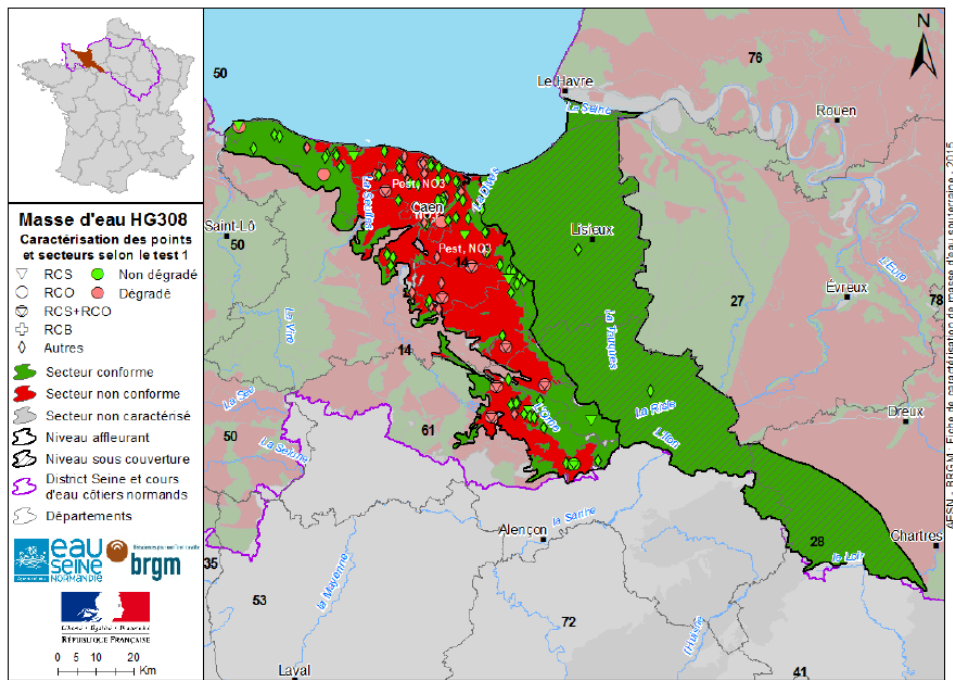 Masse d'eau HG308
Caractérisation des points
et secteurs selon le test 1
RCS
Non dégradé
RCO
Dégradé
RCS+RCO
RCB
Autres
Secteur conforme
Secteur non conforme
Secteur non caractérisé
Niveau affleurant
Niveau sous couverture
District Seine et cours
d'eau côtiers normands
Départements
eau
SEINE
NORMANDIE
brgm
Liberté • Égalité • Fraternité
RÉPUBLIQUE FRANÇAISE
0 5 10 20
Km
N
50
76
Le Havre
La Seine
Rouen
Pest, NO3
La Seulles
La Dives
Caen
Saint-Lô
50
Lisieux
Pest, NO3
14
L'Eure
Évreux
27
78
La Vire
La Touques
14
La Sée
La Risle
Dreux
50
61
L'Orne
L'Iton
La Sélune
Alençon
la Sarthe
Chartres
28
le Loir
35
53
la Mayenne
72
l'Huisne
41
Laval
AESN - BRGM : Fiche de caractérisation de masse d'eau souterraine - 2015